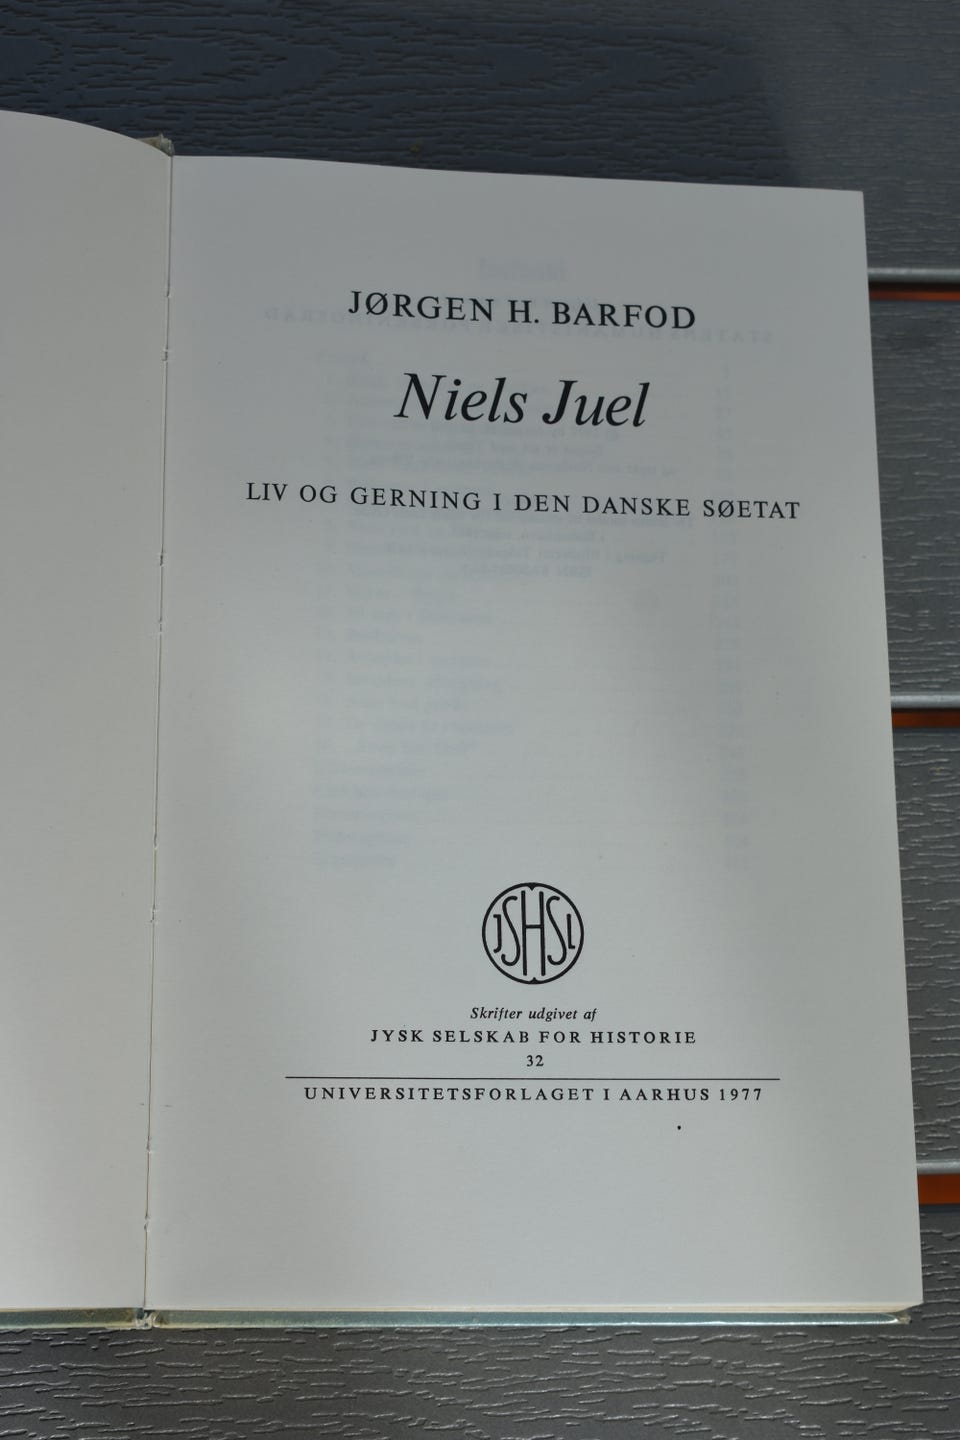 JØRGEN H. BARFOD
Niels Juel
LIV OG GERNING I DEN DANSKE SØETAT
JSHSL
Skrifter udgivet af
JYSK SELSKAB FOR HISTORIE
32
UNIVERSITETSFORLAGET I AARHUS 1977